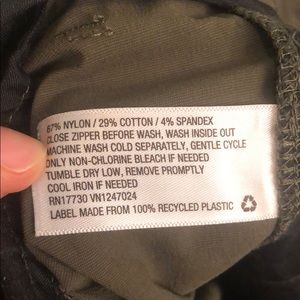 67% NYLON / 29% COTTON / 4% SPANDEX
CLOSE ZIPPER BEFORE WASH, WASH INSIDE OUT
MACHINE WASH COLD SEPARATELY, GENTLE CYCLE
ONLY NON-CHLORINE BLEACH IF NEEDED
TUMBLE DRY LOW, REMOVE PROMPTLY
COOL IRON IF NEEDED
RN17730 VN1247024
LABEL MADE FROM 100% RECYCLED PLASTIC